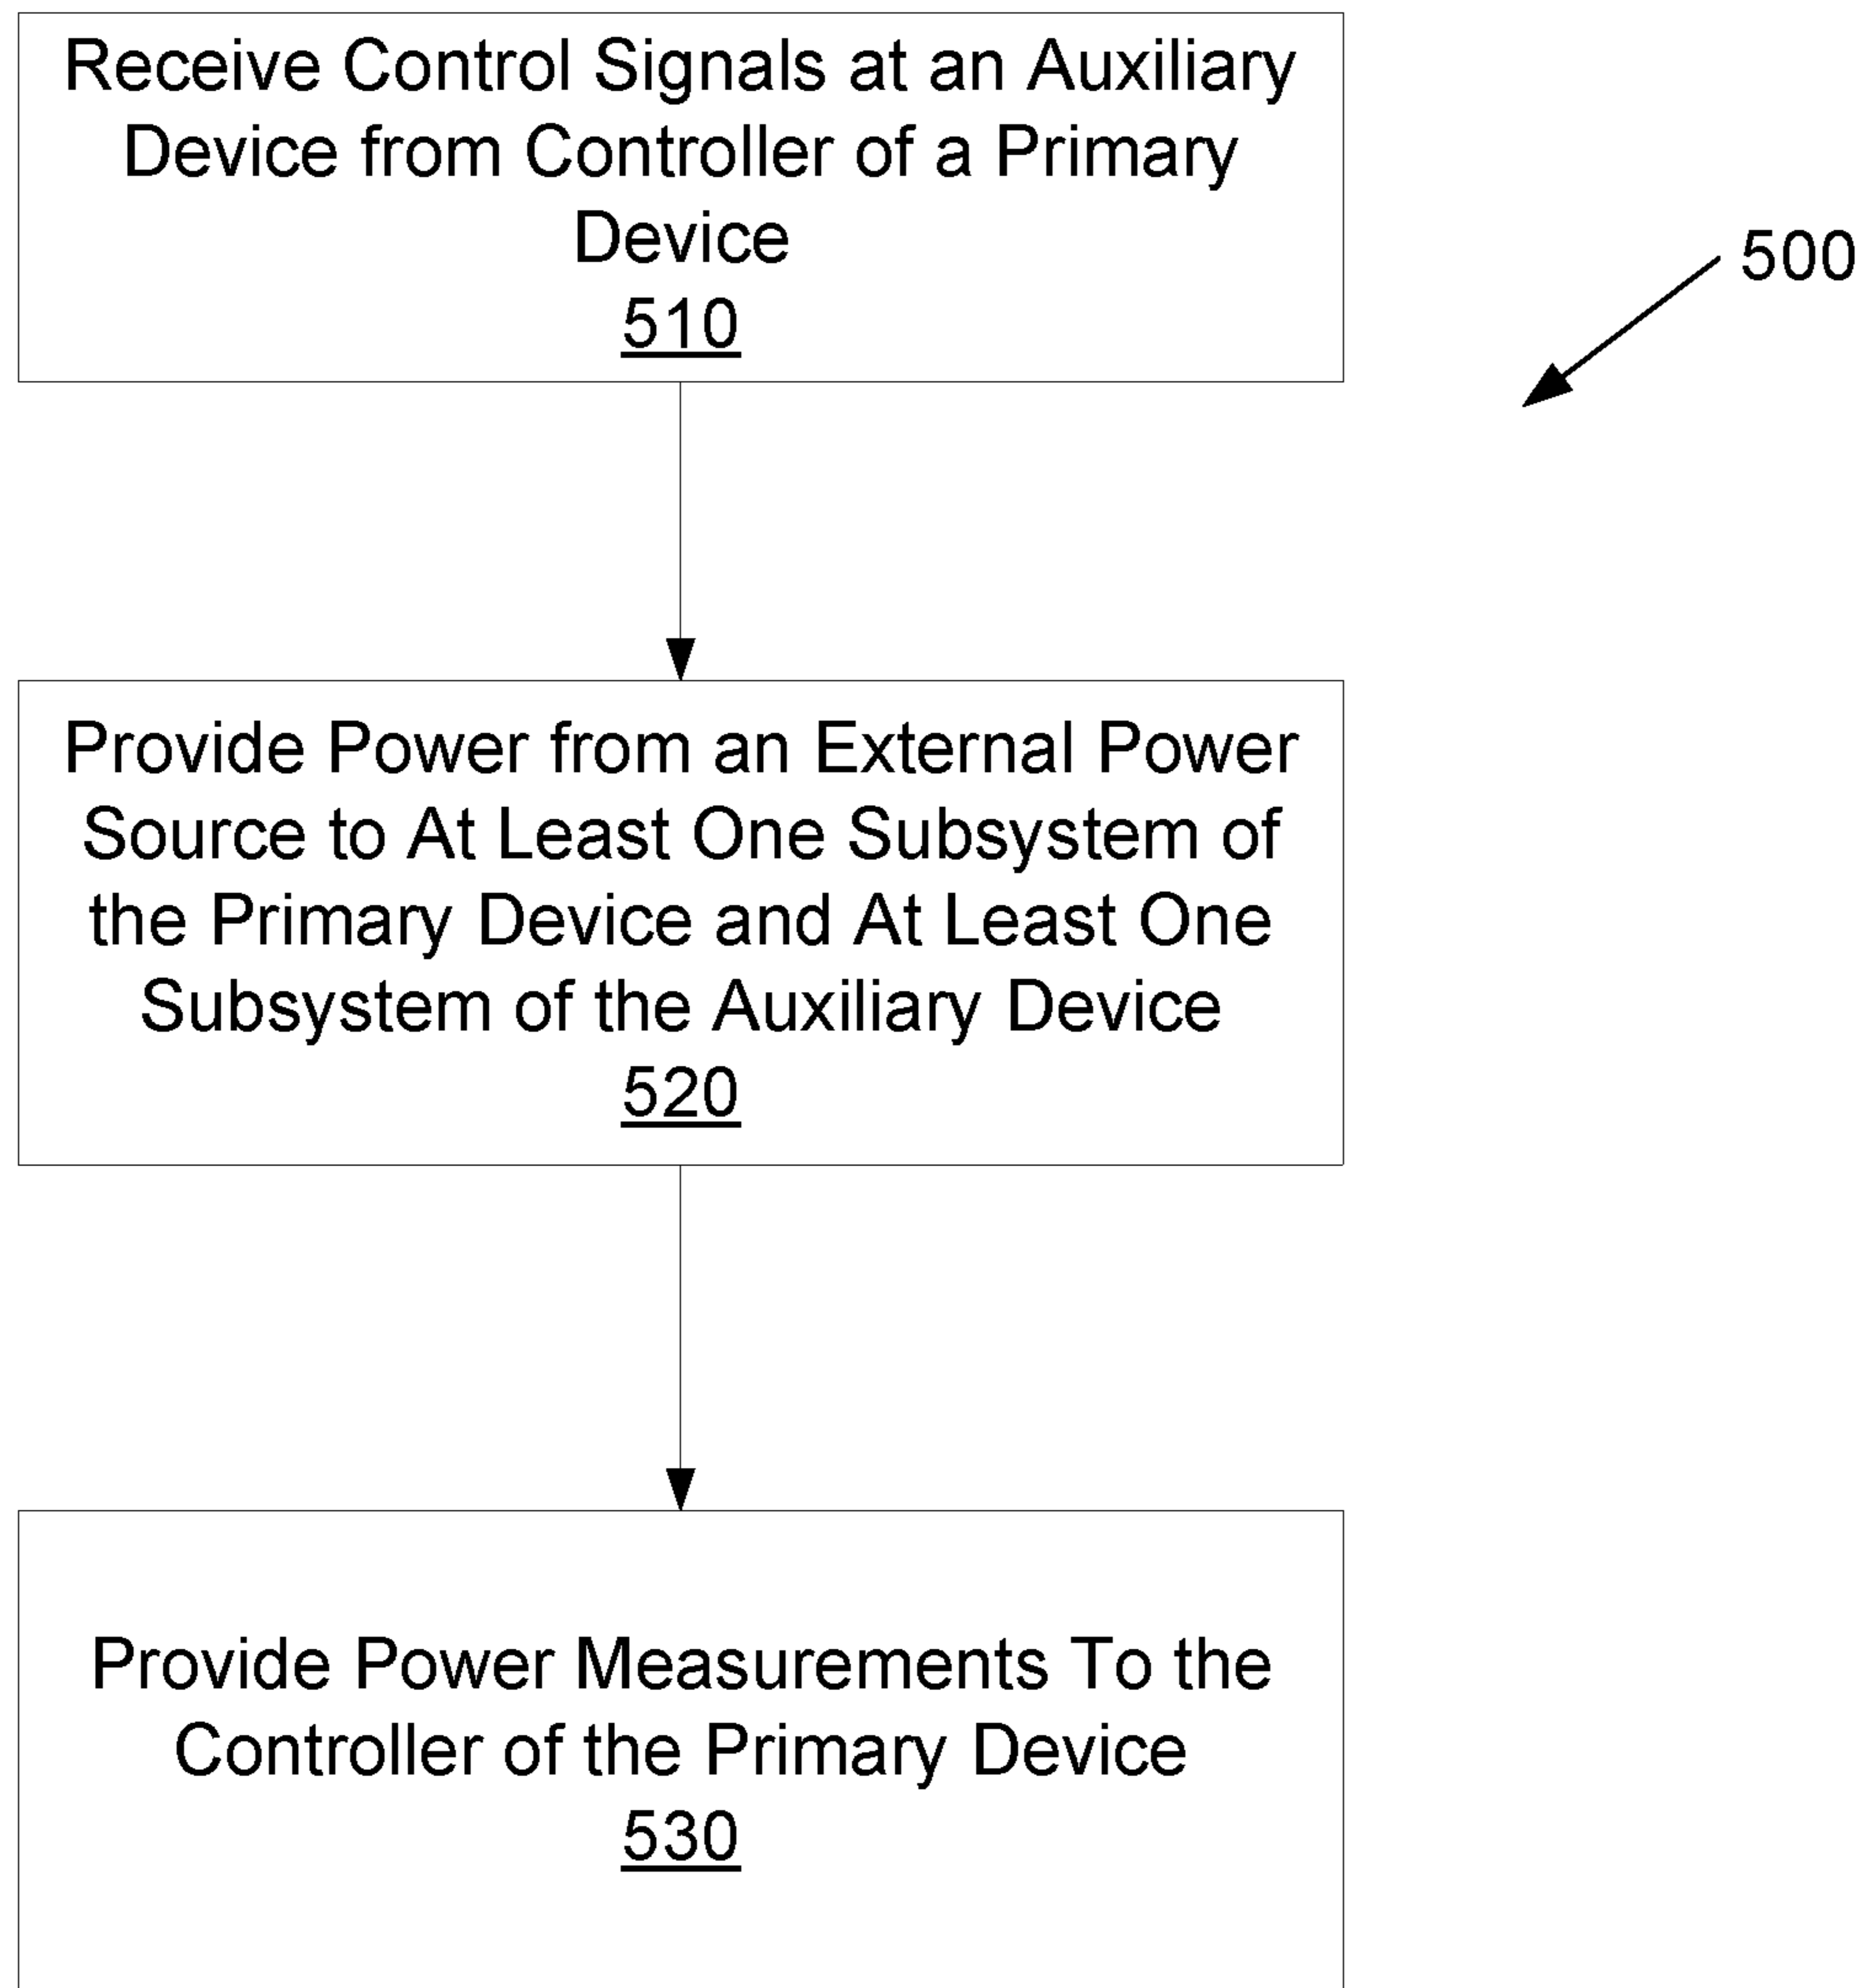 Receive Control Signals at an Auxiliary
Device from Controller of a Primary
Device
510
500
Provide Power from an External Power
Source to At Least One Subsystem of
the Primary Device and At Least One
Subsystem of the Auxiliary Device
520
Provide Power Measurements To the
Controller of the Primary Device
530